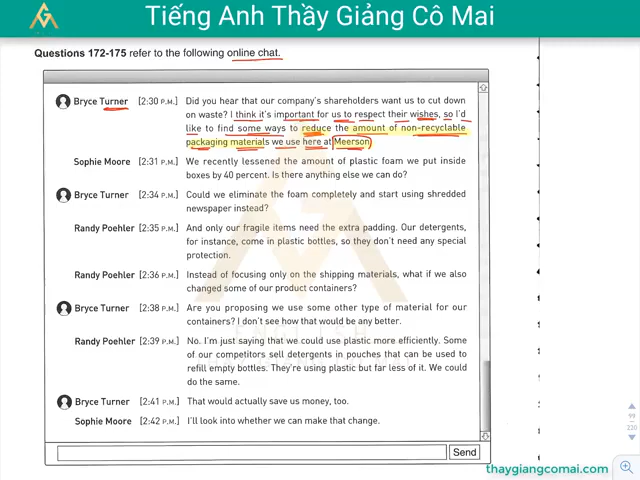 Tiếng Anh Thầy Giảng Cô Mai
Questions 172-175 refer to the following online chat.
Bryce Turner [2:30 P.M.] Did you hear that our company's shareholders want us to cut down
on waste? I think it's important for us to respect their wishes, so I'd
like to find some ways to reduce the amount of non-recyclable
packaging materials we use here at Meerson.
Sophie Moore [2:31 P.M.] We recently lessened the amount of plastic foam we put inside
boxes by 40 percent. Is there anything else we can do?
Bryce Turner [2:34 P.M.] Could we eliminate the foam completely and start using shredded
newspaper instead?
Randy Poehler [2:35 P.M.] And only our fragile items need the extra padding. Our detergents,
for instance, come in plastic bottles, so they don't need any special
protection.
Randy Poehler [2:36 P.M.] Instead of focusing only on the shipping materials, what if we also
changed some of our product containers?
Bryce Turner [2:38 P.M.] Are you proposing we use some other type of material for our
containers? I don't see how that would be any better.
Randy Poehler [2:39 P.M.] No. I'm just saying that we could use plastic more efficiently. Some
of our competitors sell detergents in pouches that can be used to
refill empty bottles. They're using plastic but far less of it. We could
do the same.
Bryce Turner [2:41 P.M.] That would actually save us money, too.
Sophie Moore [2:42 P.M.] I'll look into whether we can make that change.
Send
99
220
thaygiangcomai.com